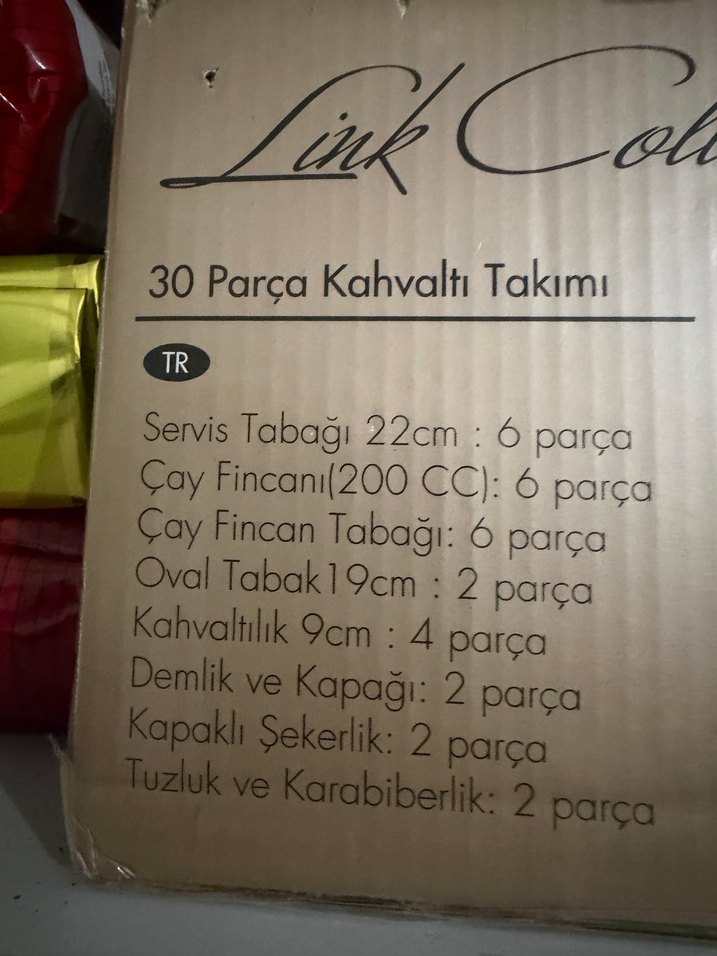 Link
30 Parça Kahvaltı Takımı
TR
Servis Tabağı 22cm : 6 parça
Çay Fincanı(200 CC): 6 parça
Çay Fincan Tabağı: 6 parça
Oval Tabak19cm : 2 parça
Kahvaltılık 9cm : 4 parça
Demlik ve Kapağı: 2 parça
Kapaklı Şekerlik: 2 parça
Tuzluk ve Karabiberlik: 2 parça